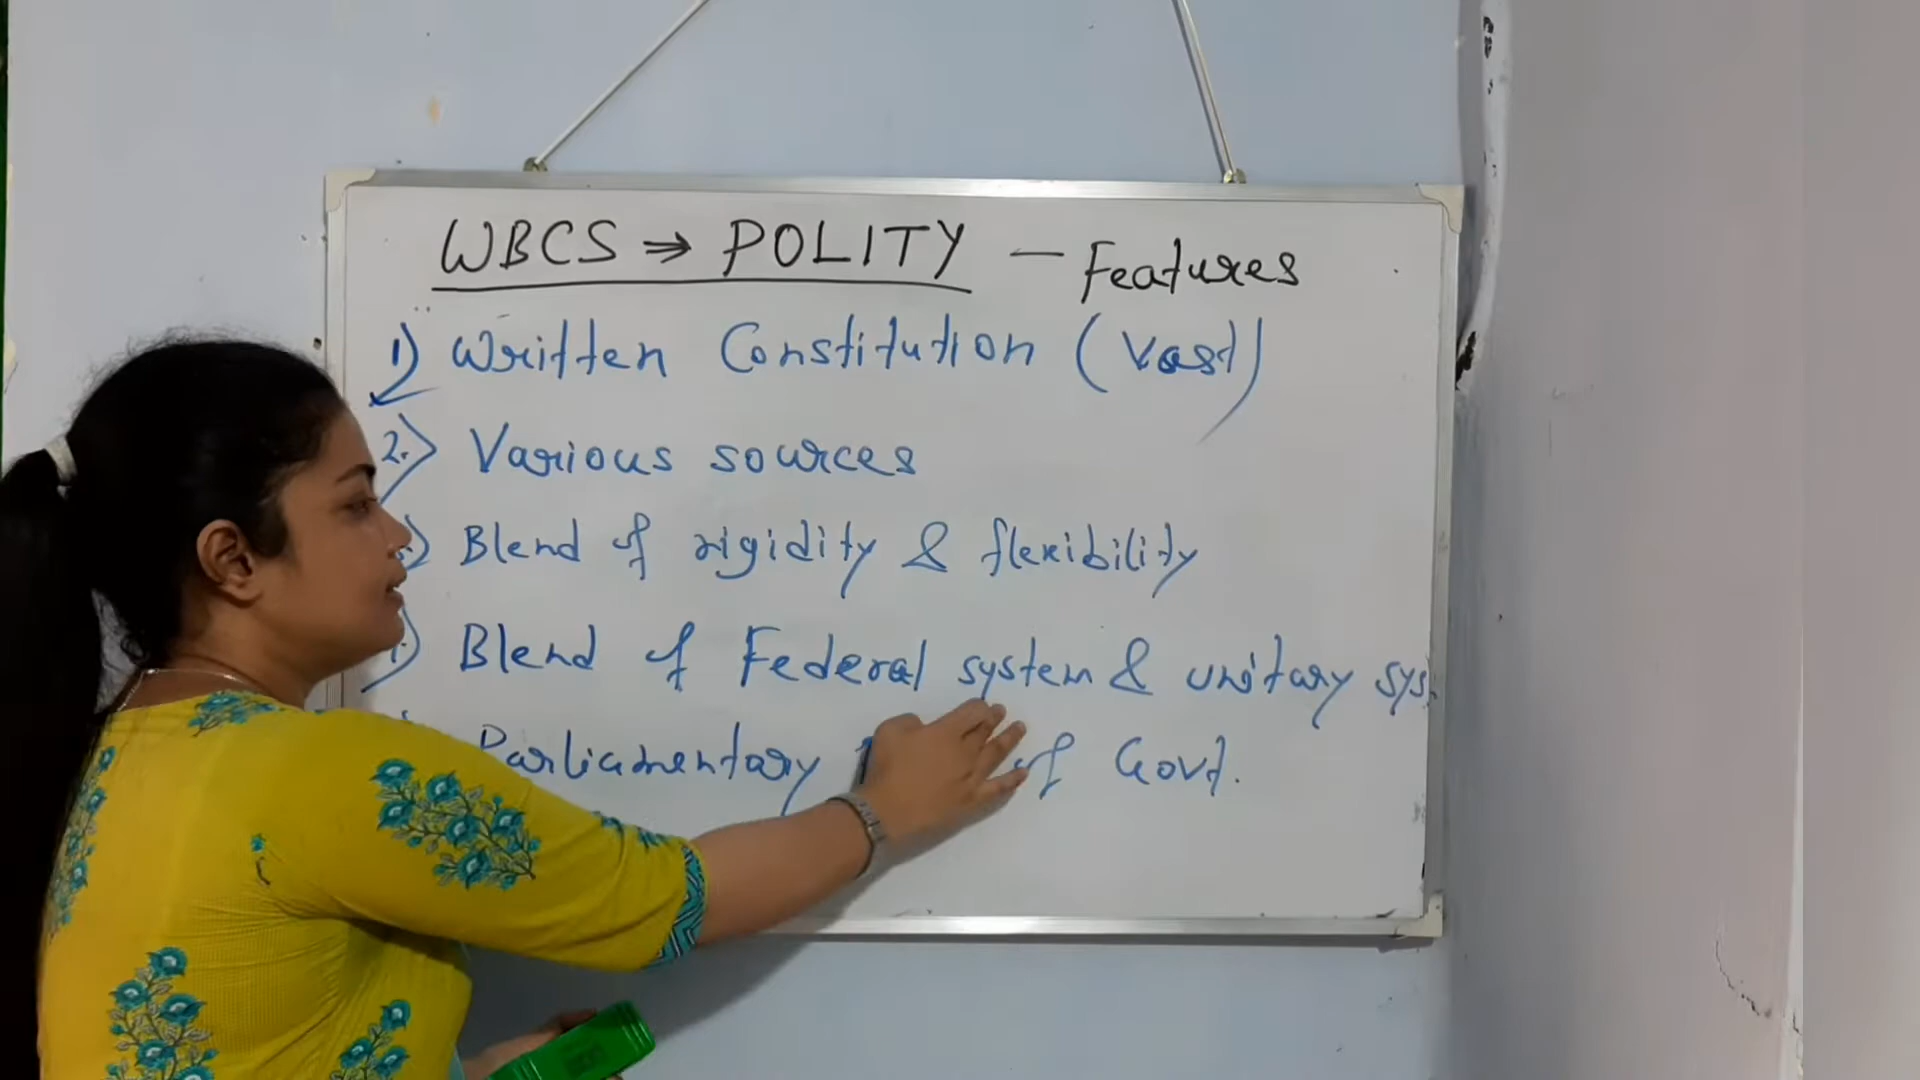 WBCS ⇒ POLITY — Features
1) Written Constitution (Vast)
2.) Various sources
Blend of rigidity & flexibility
Blend of Federal system & unitary sys
Parliamentary of Govt.